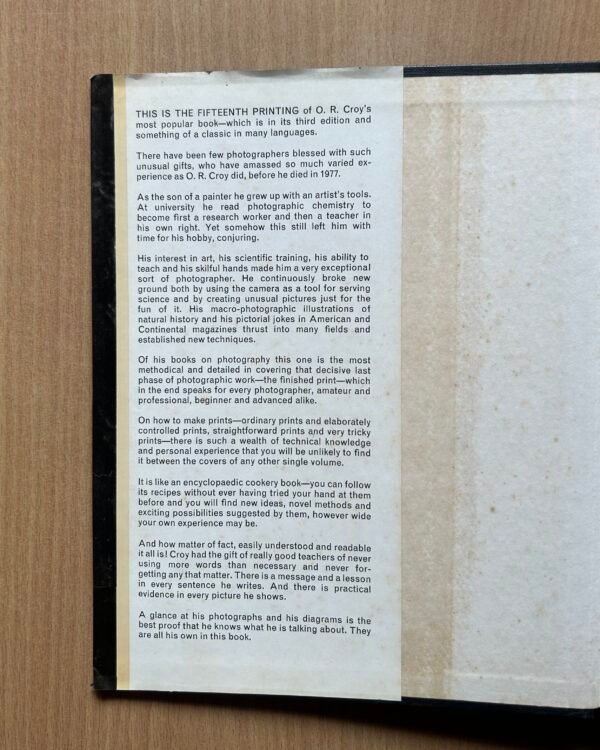 THIS IS THE FIFTEENTH PRINTING of O. R. Croy's
most popular book—which is in its third edition and
something of a classic in many languages.
There have been few photographers blessed with such
unusual gifts, who have amassed so much varied ex-
perience as O. R. Croy did, before he died in 1977.
As the son of a painter he grew up with an artist's tools.
At university he read photographic chemistry to
become first a research worker and then a teacher in
his own right. Yet somehow this still left him with
time for his hobby, conjuring.
His interest in art, his scientific training, his ability to
teach and his skilful hands made him a very exceptional
sort of photographer. He continuously broke new
ground both by using the camera as a tool for serving
science and by creating unusual pictures just for the
fun of it. His macro-photographic illustrations of
natural history and his pictorial jokes in American and
Continental magazines thrust into many fields and
established new techniques.
Of his books on photography this one is the most
methodical and detailed in covering that decisive last
phase of photographic work—the finished print—which
in the end speaks for every photographer, amateur and
professional, beginner and advanced alike.
On how to make prints—ordinary prints and elaborately
controlled prints, straightforward prints and very tricky
prints—there is such a wealth of technical knowledge
and personal experience that you will be unlikely to find
it between the covers of any other single volume.
It is like an encyclopaedic cookery book—you can follow
its recipes without ever having tried your hand at them
before and you will find new ideas, novel methods and
exciting possibilities suggested by them, however wide
your own experience may be.
And how matter of fact, easily understood and readable
it all is! Croy had the gift of really good teachers of never
using more words than necessary and never for-
getting any that matter. There is a message and a lesson
in every sentence he writes. And there is practical
evidence in every picture he shows.
A glance at his photographs and his diagrams is the
best proof that he knows what he is talking about. They
are all his own in this book.